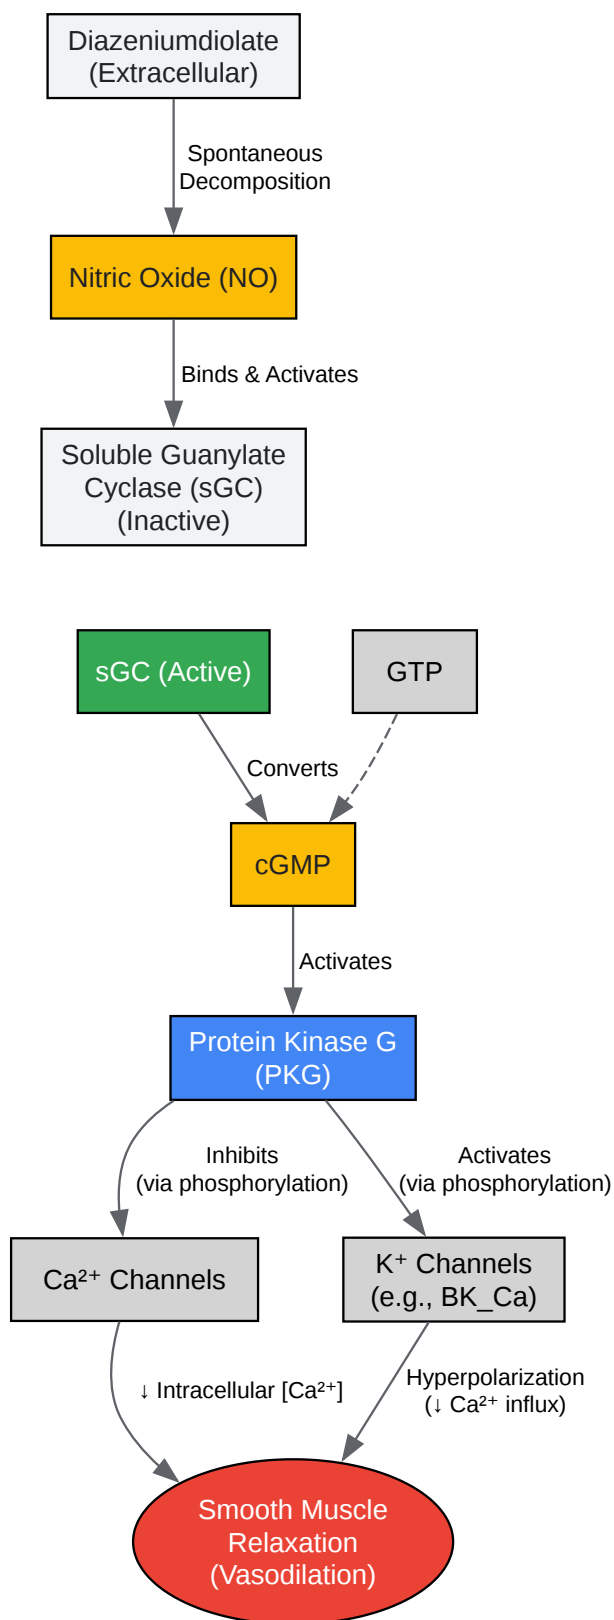 Diazeniumdiolate
(Extracellular)
Spontaneous
Decomposition
Nitric Oxide (NO)
Binds & Activates
Soluble Guanylate
Cyclase (sGC)
(Inactive)
sGC (Active)
GTP
Converts
cGMP
Activates
Protein Kinase G
(PKG)
Inhibits
(via phosphorylation)
Activates
(via phosphorylation)
Ca²⁺ Channels
K⁺ Channels
(e.g., BK_Ca)
↓ Intracellular [Ca²⁺]
Hyperpolarization
(↓ Ca²⁺ influx)
Smooth Muscle
Relaxation
(Vasodilation)